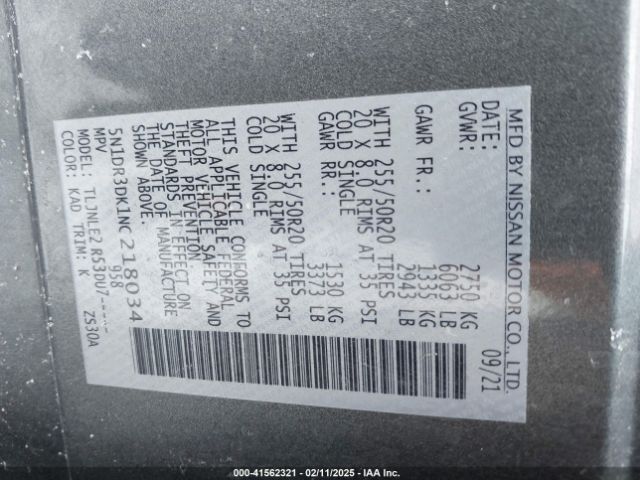 MFD BY NISSAN MOTOR CO., LTD.
DATE: 09/21
GVWR: 2750 KG
6063 LB
GAWR FR.: 1335 KG
2943 LB
WITH 255/50R20 TIRES
20 X 8.0 RIMS AT 35 PSI
COLD SINGLE
GAWR RR.: 1530 KG
3373 LB
WITH 255/50R20 TIRES
20 X 8.0 RIMS AT 35 PSI
COLD SINGLE
THIS VEHICLE CONFORMS TO
ALL APPLICABLE FEDERAL
MOTOR VEHICLE SAFETY AND
THEFT PREVENTION
STANDARDS IN EFFECT ON
THE DATE OF MANUFACTURE
SHOWN ABOVE.
5N1DR3DK1NC218034
MPV 958
MODEL: TLJNLE2 R53DU7-----
COLOR: KAD TRIM: K ZS30A
000-41562321 - 02/11/2025 - IAA Inc.